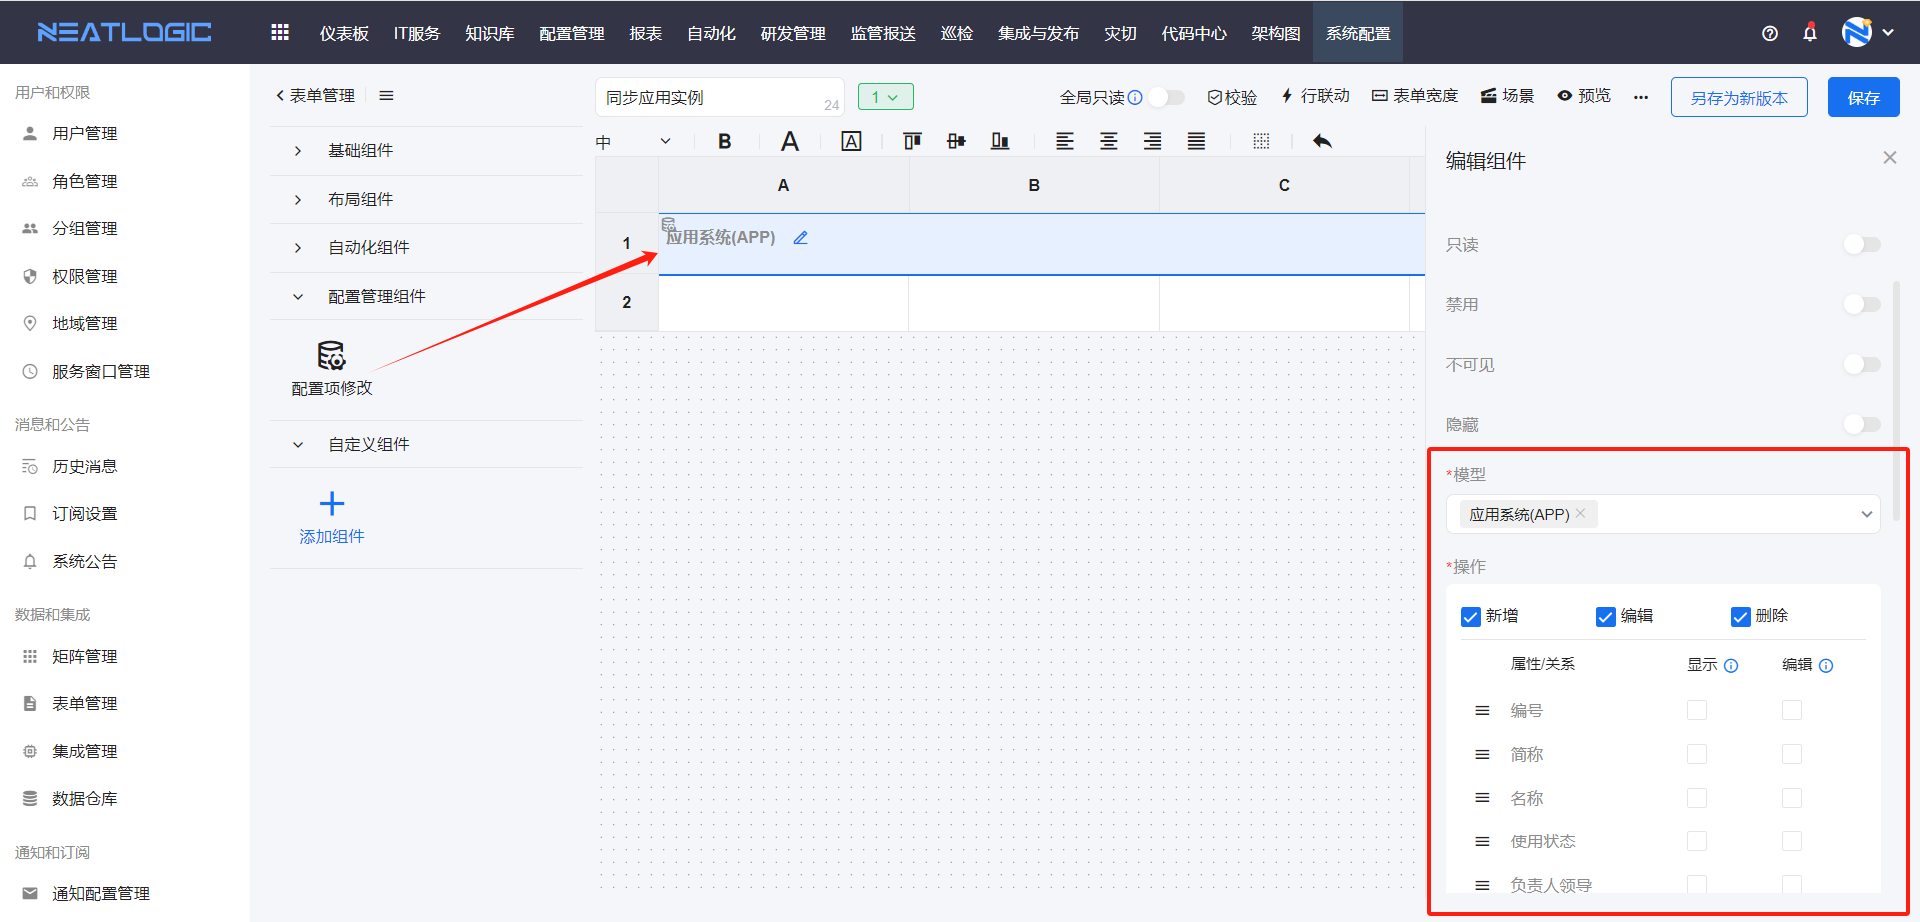 NEATLOGIC
仪表板 IT服务 知识库 配置管理 报表 自动化 研发管理 监管报送 巡检 集成与发布 灾切 代码中心 架构图 系统配置
用户和权限
用户管理
角色管理
分组管理
权限管理
地域管理
服务窗口管理
消息和公告
历史消息
订阅设置
系统公告
数据和集成
矩阵管理
表单管理
集成管理
数据仓库
通知和订阅
通知配置管理
表单管理
基础组件
布局组件
自动化组件
配置管理组件
配置项修改
自定义组件
添加组件
同步应用实例 24 1 全局只读 校验 行联动 表单宽度 场景 预览 ... 另存为新版本 保存
中 B A A
A B C
1 应用系统(APP)
2
编辑组件
只读
禁用
不可见
隐藏
*模型
应用系统(APP)
*操作
新增 编辑 删除
属性/关系 显示 编辑
编号
简称
名称
使用状态
负责人领导